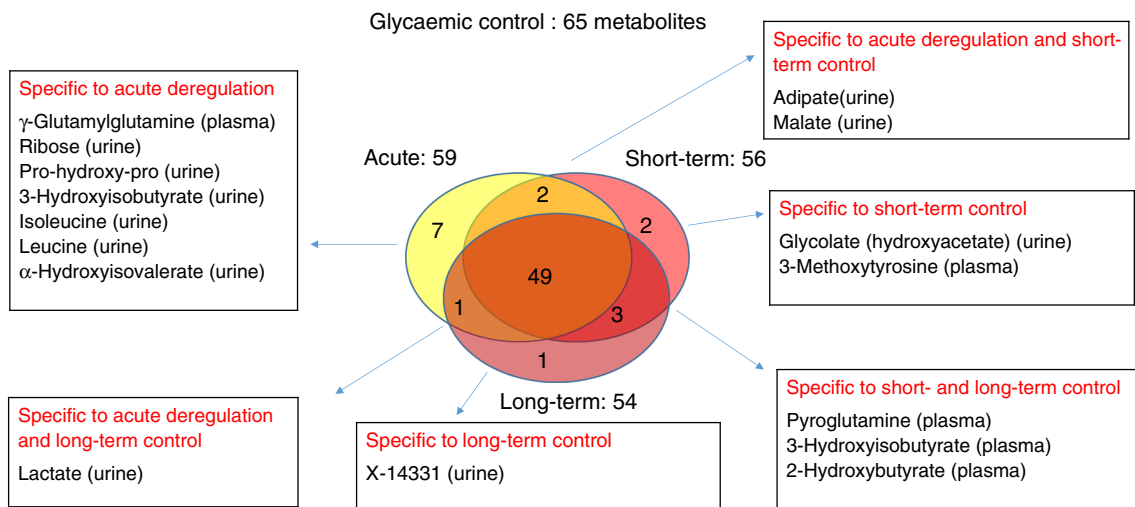 Glycaemic control : 65 metabolites
Specific to acute deregulation and short-
term control
Adipate(urine)
Malate (urine)
Specific to acute deregulation
γ-Glutamylglutamine (plasma)
Ribose (urine)
Pro-hydroxy-pro (urine)
3-Hydroxyisobutyrate (urine)
Isoleucine (urine)
Leucine (urine)
α-Hydroxyisovalerate (urine)
Acute: 59
Short-term: 56
2
7
2
49
1
3
1
Long-term: 54
Specific to short-term control
Glycolate (hydroxyacetate) (urine)
3-Methoxytyrosine (plasma)
Specific to acute deregulation
and long-term control
Lactate (urine)
Specific to long-term control
X-14331 (urine)
Specific to short- and long-term control
Pyroglutamine (plasma)
3-Hydroxyisobutyrate (plasma)
2-Hydroxybutyrate (plasma)